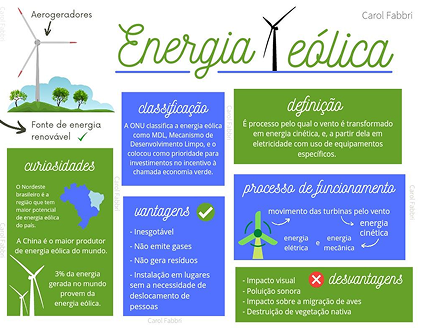 Aerogeradores
Carol Fabbri
Energia eólica
Fonte de energia
renovável
classificação
A ONU classifica a energia eólica
como MDL, Mecanismo de
Desenvolvimento Limpo, e o
colocou como prioridade para
investimentos no incentivo à
chamada economia verde.
definição
É processo pelo qual o vento é transformado
em energia cinética, e, a partir dela em
eletricidade com uso de equipamentos
específicos.
curiosidades
O Nordeste
brasileiro é a
região que tem
maior potencial
de energia eólica
do país.
A China é o maior produtor
de energia eólica do mundo.
3% da energia
gerada no mundo
provem da
energia eólica.
vantagens
- Inesgotável
- Não emite gases
- Não gera resíduos
- Instalação em lugares
sem a necessidade de
deslocamento de
pessoas
processo de funcionamento
movimento das turbinas pelo vento
energia
cinética
energia
mecânica
e
energia
elétrica
desvantagens
- Impacto visual
- Poluição sonora
- Impacto sobre a migração de aves
- Destruição de vegetação nativa
Carol Fabbri
Carol Fabbri
Carol Fabbri
Carol Fabbri